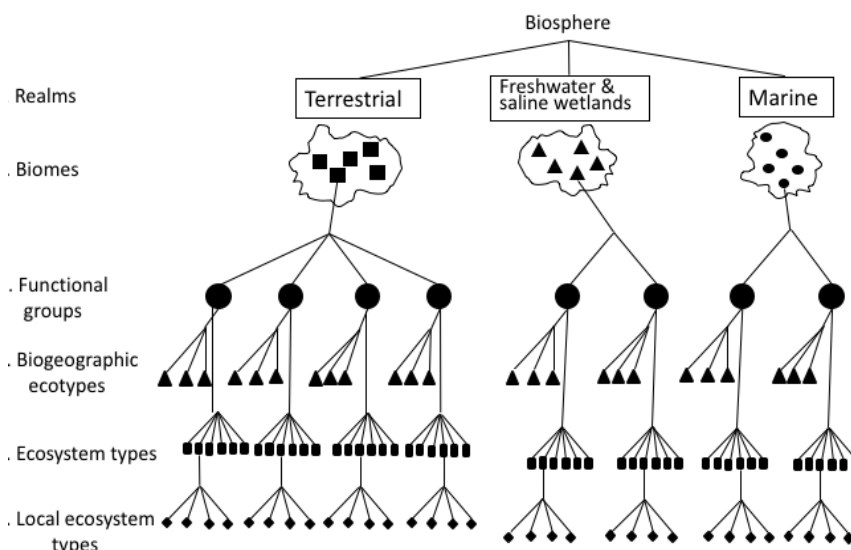 Biosphere
. Realms
Terrestrial
Freshwater &
saline wetlands
Marine
. Biomes
. Functional
groups
. Biogeographic
ecotypes
. Ecosystem types
. Local ecosystem
types